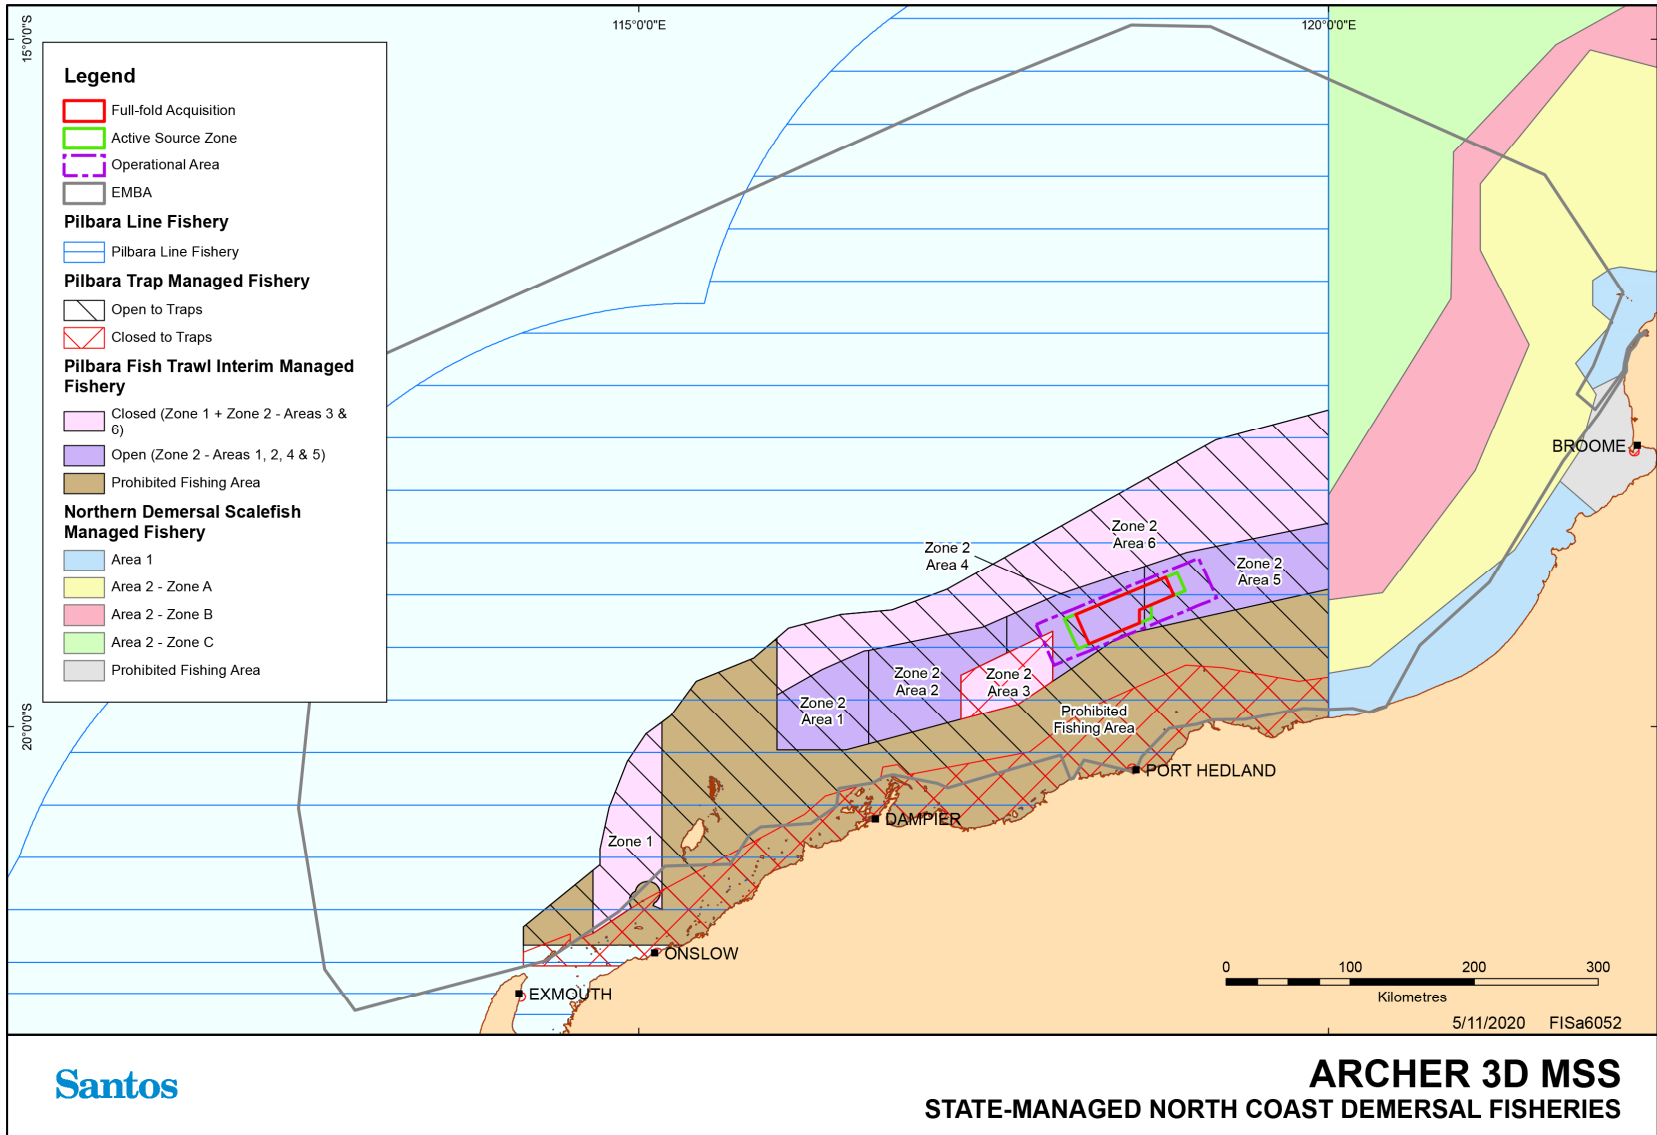 15°0'0"S
115°0'0"E
120°0'0"E
Legend
Full-fold Acquisition
Active Source Zone
Operational Area
EMBA
Pilbara Line Fishery
Pilbara Line Fishery
Pilbara Trap Managed Fishery
Open to Traps
Closed to Traps
Pilbara Fish Trawl Interim Managed
Fishery
Closed (Zone 1 + Zone 2 - Areas 3 &
6)
Open (Zone 2 - Areas 1, 2, 4 & 5)
Prohibited Fishing Area
Northern Demersal Scalefish
Managed Fishery
Area 1
Area 2 - Zone A
Area 2 - Zone B
Area 2 - Zone C
Prohibited Fishing Area
BROOME
Zone 2
Area 6
Zone 2
Area 4
Zone 2
Area 5
Zone 2
Area 3
Zone 2
Area 2
Zone 2
Area 1
Prohibited
Fishing Area
20°0'0"S
PORT HEDLAND
DAMPIER
Zone 1
ONSLOW
EXMOUTH
0 100 200 300
Kilometres
5/11/2020 FISa6052
Santos
ARCHER 3D MSS
STATE-MANAGED NORTH COAST DEMERSAL FISHERIES